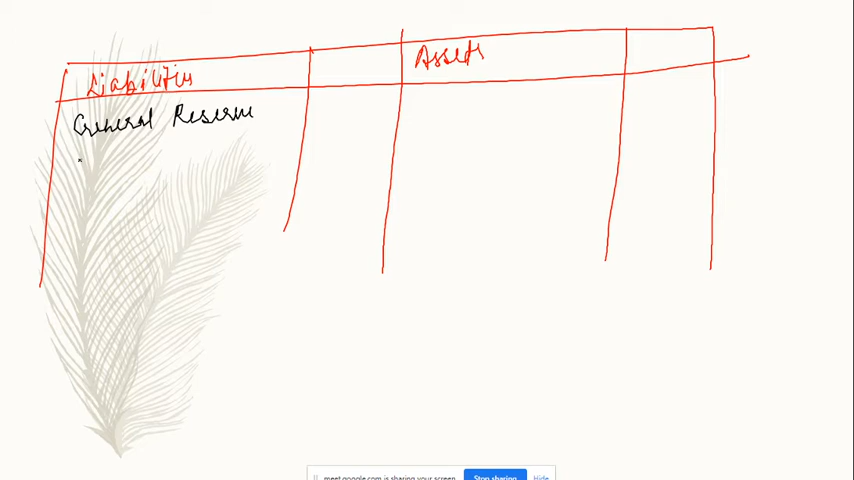 Liabilities Assets
General Reserve
meet.google.com is sharing your screen. Stop sharing Hide